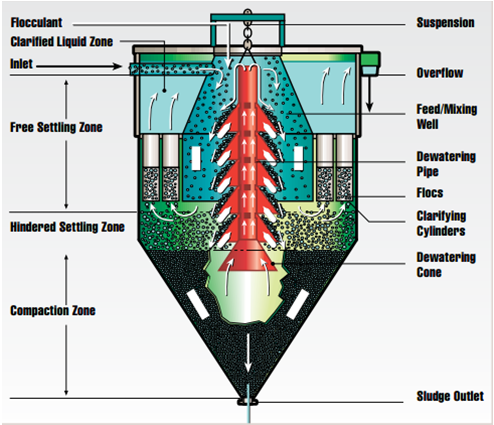 Flocculant
Clarified Liquid Zone
Inlet
Free Settling Zone
Hindered Settling Zone
Compaction Zone
Suspension
Overflow
Feed/Mixing
Well
Dewatering
Pipe
Flocs
Clarifying
Cylinders
Dewatering
Cone
Sludge Outlet